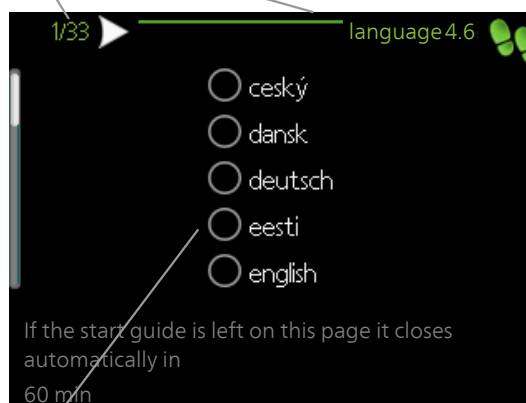 1/33 language 4.6
ceský
dansk
deutsch
eesti
english
If the start guide is left on this page it closes
automatically in
60 min